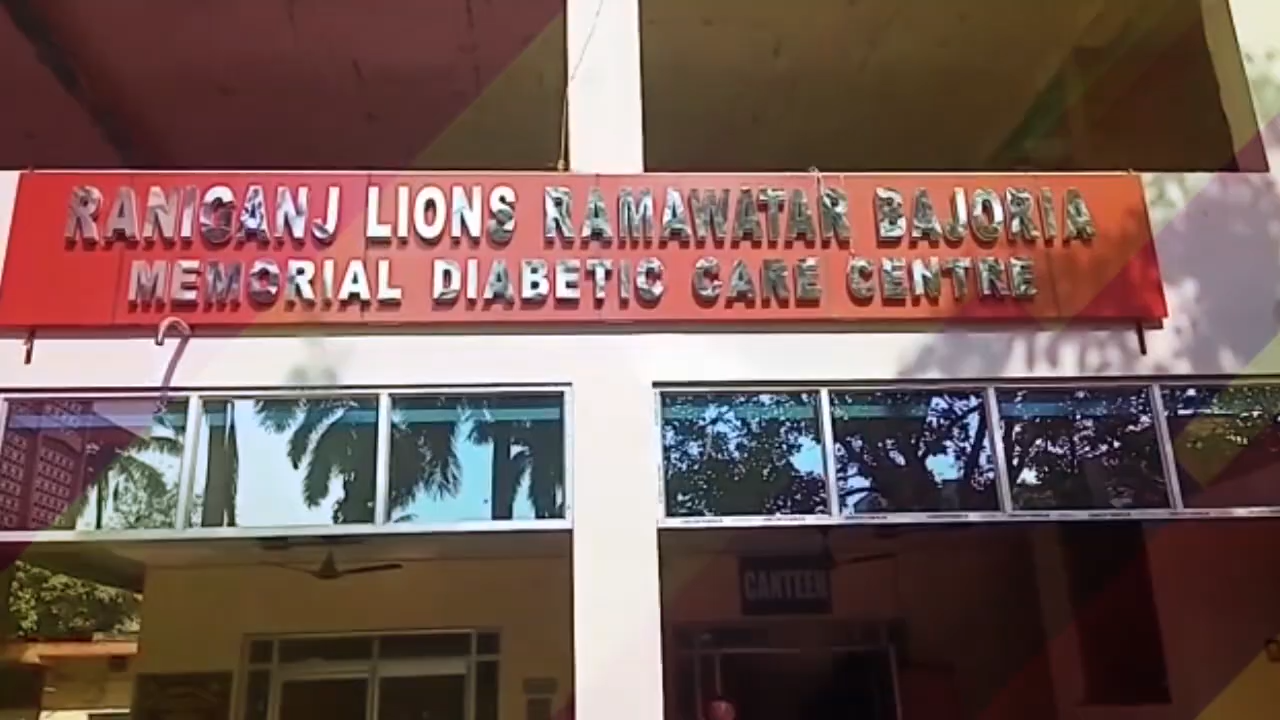 RANIGANJ LIONS RAMAWATAR BAJORIA
MEMORIAL DIABETIC CARE CENTRE
CANTEEN